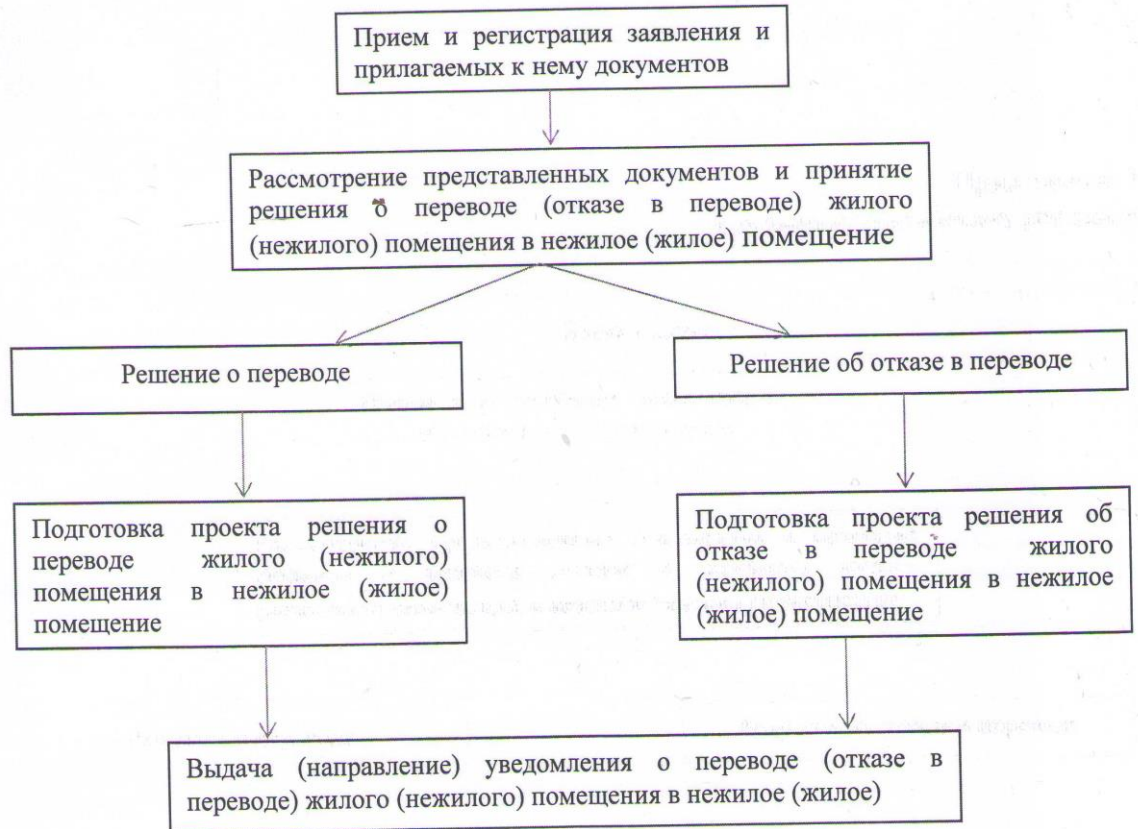 Прием и регистрация заявления и
прилагаемых к нему документов
Рассмотрение представленных документов и принятие
решения о переводе (отказе в переводе) жилого
(нежилого) помещения в нежилое (жилое) помещение
Решение о переводе
Решение об отказе в переводе
Подготовка проекта решения о
переводе жилого (нежилого)
помещения в нежилое (жилое)
помещение
Подготовка проекта решения об
отказе в переводе жилого
(нежилого) помещения в нежилое
(жилое) помещение
Выдача (направление) уведомления о переводе (отказе в
переводе) жилого (нежилого) помещения в нежилое (жилое)